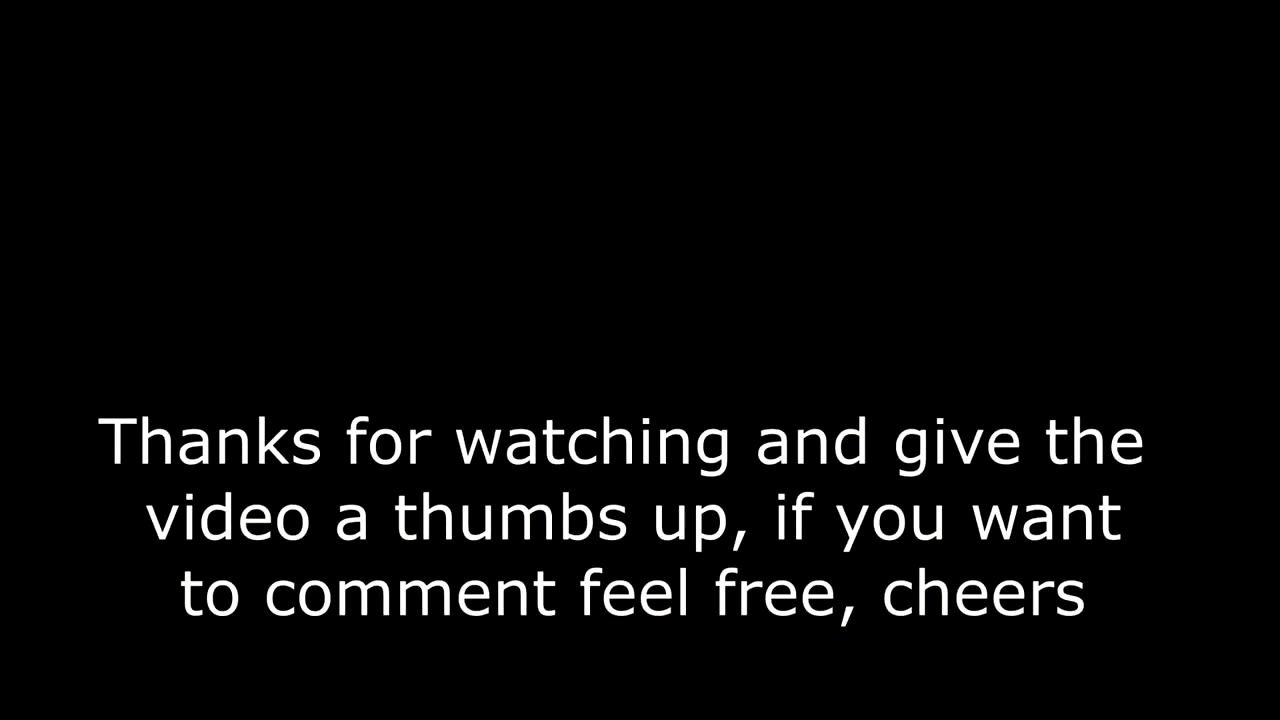 Thanks for watching and give the
video a thumbs up, if you want
to comment feel free, cheers